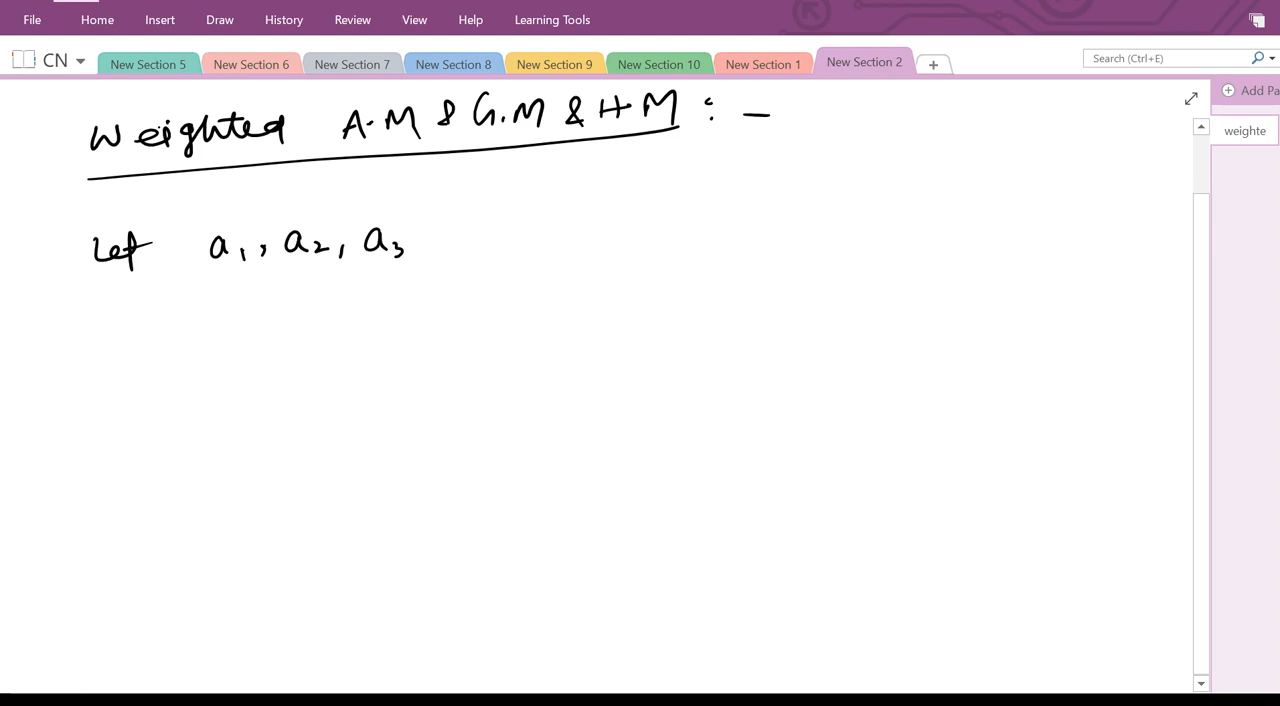 File Home Insert Draw History Review View Help Learning Tools
CN New Section 5 New Section 6 New Section 7 New Section 8 New Section 9 New Section 10 New Section 1 New Section 2 + Search (Ctrl+E)
Add Pa
weighte
Weighted A.M & G.M & H.M : -
Let a₁, a₂, a₃